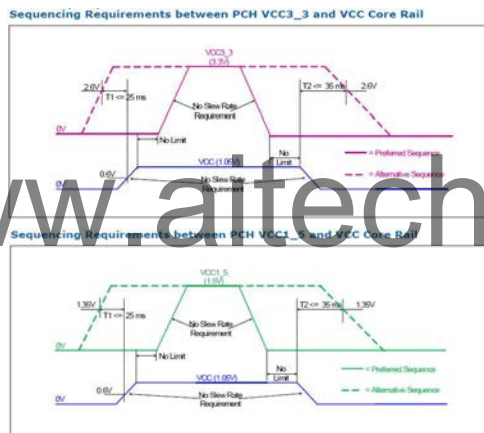 Sequencing Requirements between PCH VCC3_3 and VCC Core Rail
VCC3_3
(3.3V)
2.6V
T1 <= 25 ms
T2 <= 35 ms
2.6V
No Slew Rate
Requirement
0V
No Limit
No
Limit
= Preferred Sequence
VCC (1.05V)
0.6V
No Slew Rate
Requirement
= Alternative Sequence
0V
www.aitech
Sequencing Requirements between PCH VCC1_5 and VCC Core Rail
VCC1_5
(1.5V)
1.35V
T1 <= 25 ms
T2 <= 35 ms
1.35V
No Slew Rate
Requirement
0V
No Limit
No
Limit
= Preferred Sequence
VCC (1.05V)
0.6V
No Slew Rate
Requirement
= Alternative Sequence
0V